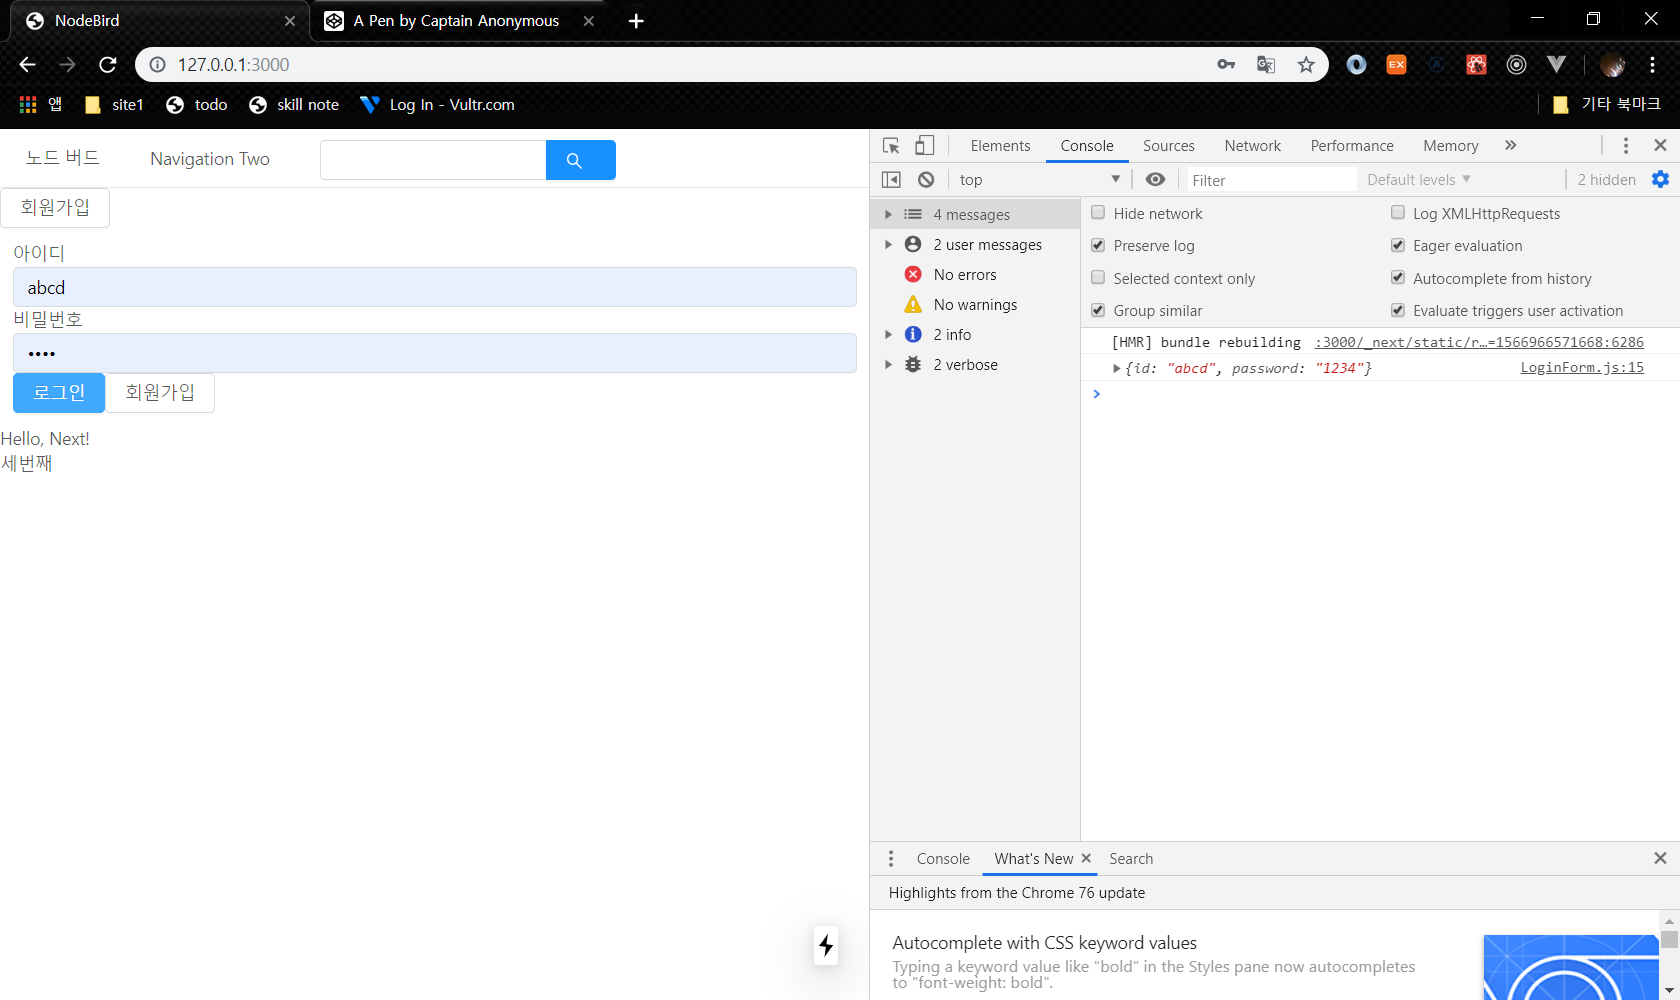 NodeBird
A Pen by Captain Anonymous
127.0.0.1:3000
EX
앱
site1
todo
skill note
Log In - Vultr.com
기타 북마크
노드 버드
Navigation Two
회원가입
아이디
abcd
비밀번호
••••
로그인
회원가입
Hello, Next!
세번째
Elements
Console
Sources
Network
Performance
Memory
top
Filter
Default levels
2 hidden
4 messages
2 user messages
No errors
No warnings
2 info
2 verbose
Hide network
Log XMLHttpRequests
Preserve log
Eager evaluation
Selected context only
Autocomplete from history
Group similar
Evaluate triggers user activation
[HMR] bundle rebuilding :3000/_next/static/r…=1566966571668:6286
{id: "abcd", password: "1234"} LoginForm.js:15
Console
What's New
Search
Highlights from the Chrome 76 update
Autocomplete with CSS keyword values
Typing a keyword value like "bold" in the Styles pane now autocompletes
to "font-weight: bold".